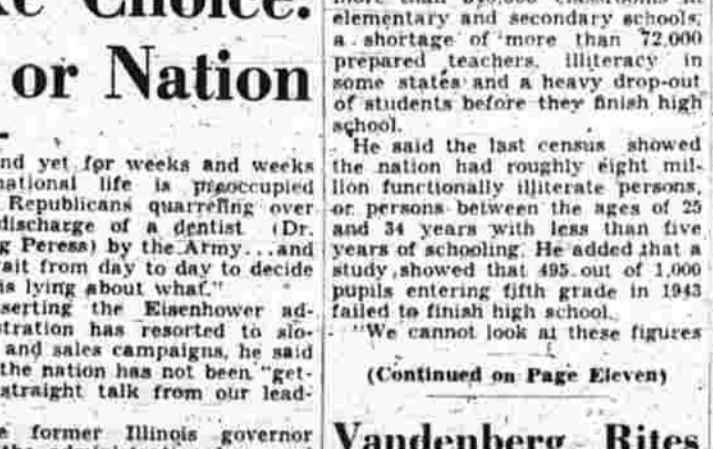 Choice:
or Nation
nd yet for weeks and weeks
national life is preoccupied
Republicans quarreling over
discharge of a dentist (Dr.
g Peress) by the Army...and
ait from day to day to decide
is lying about what."
serting the Eisenhower ad-
stration has resorted to slo-
and sales campaigns, he said
the nation has not been "get-
straight talk from our lead-
e former Illinois governor
elementary and secondary schools,
a shortage of more than 72,000
prepared teachers, illiteracy in
some states and a heavy drop-out
of students before they finish high
school.
He said the last census showed
the nation had roughly eight mil-
lion functionally illiterate persons,
or persons between the ages of 25
and 34 years with less than five
years of schooling. He added that a
study showed that 495 out of 1,000
pupils entering fifth grade in 1943
failed to finish high school.
"We cannot look at these figures
(Continued on Page Eleven)
Vandenberg Rites